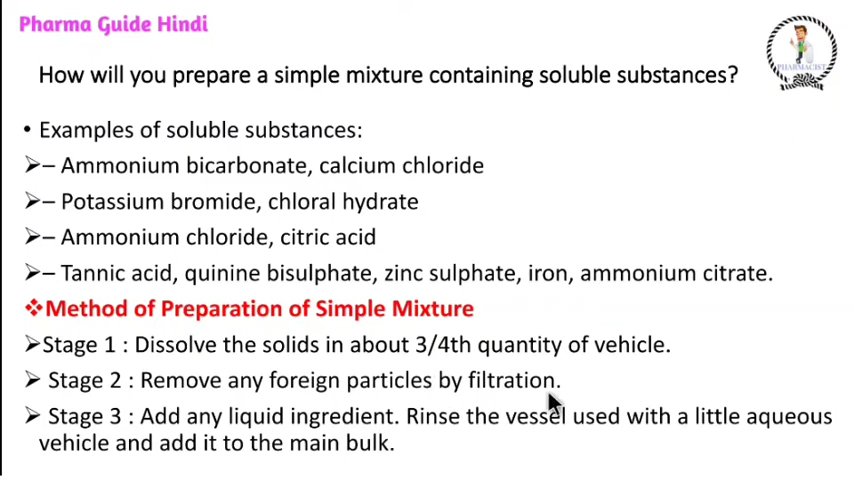 Pharma Guide Hindi
PHARMACIST
How will you prepare a simple mixture containing soluble substances?
• Examples of soluble substances:
➢– Ammonium bicarbonate, calcium chloride
➢– Potassium bromide, chloral hydrate
➢– Ammonium chloride, citric acid
➢– Tannic acid, quinine bisulphate, zinc sulphate, iron, ammonium citrate.
❖Method of Preparation of Simple Mixture
➢Stage 1 : Dissolve the solids in about 3/4th quantity of vehicle.
➢ Stage 2 : Remove any foreign particles by filtration.
➢ Stage 3 : Add any liquid ingredient. Rinse the vessel used with a little aqueous
vehicle and add it to the main bulk.